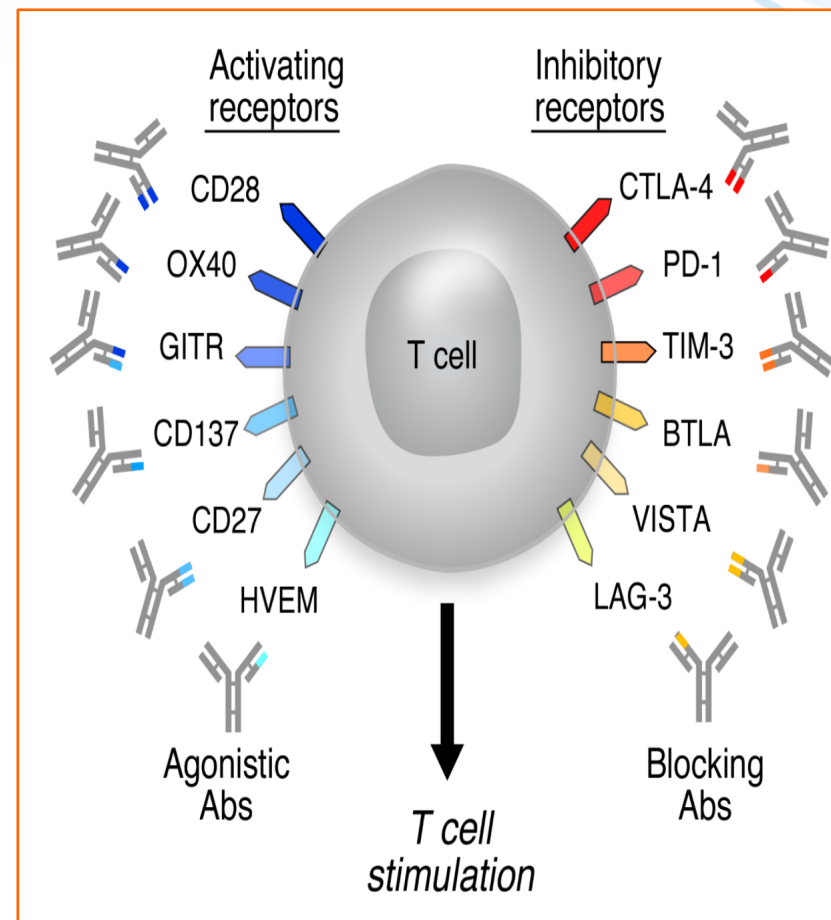 Activating
receptors
Inhibitory
receptors
CD28
OX40
GITR
CD137
CD27
HVEM
T cell
CTLA-4
PD-1
TIM-3
BTLA
VISTA
LAG-3
Agonistic
Abs
Blocking
Abs
T cell
stimulation